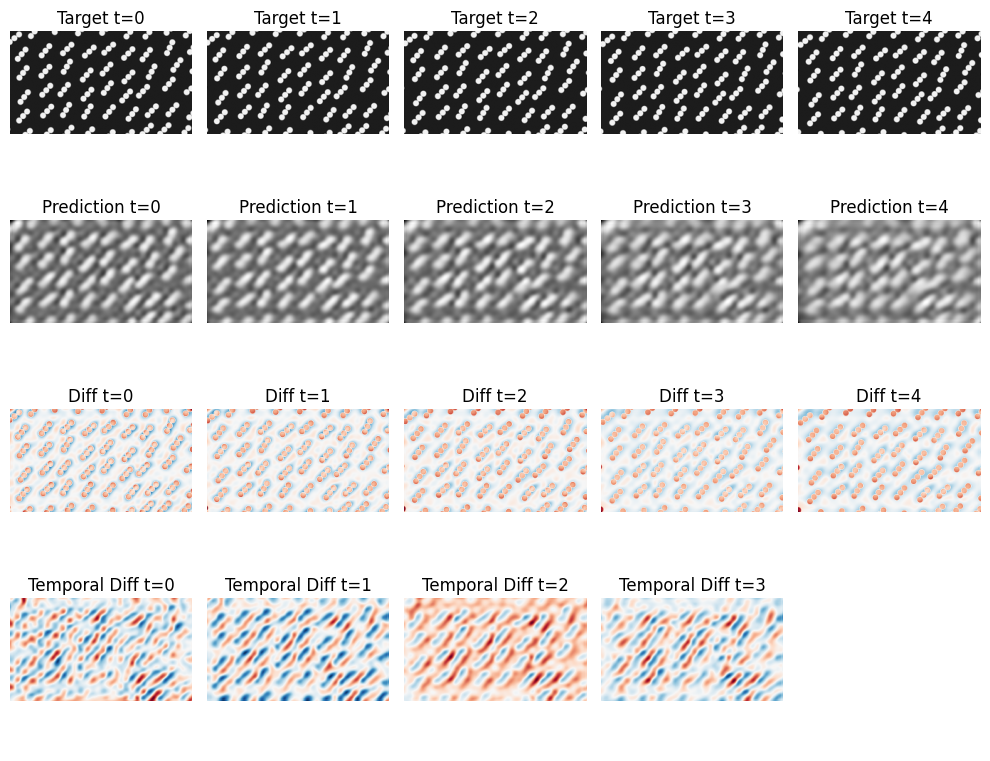 Target t=0 Target t=1 Target t=2 Target t=3 Target t=4
Prediction t=0 Prediction t=1 Prediction t=2 Prediction t=3 Prediction t=4
Diff t=0 Diff t=1 Diff t=2 Diff t=3 Diff t=4
Temporal Diff t=0 Temporal Diff t=1 Temporal Diff t=2 Temporal Diff t=3